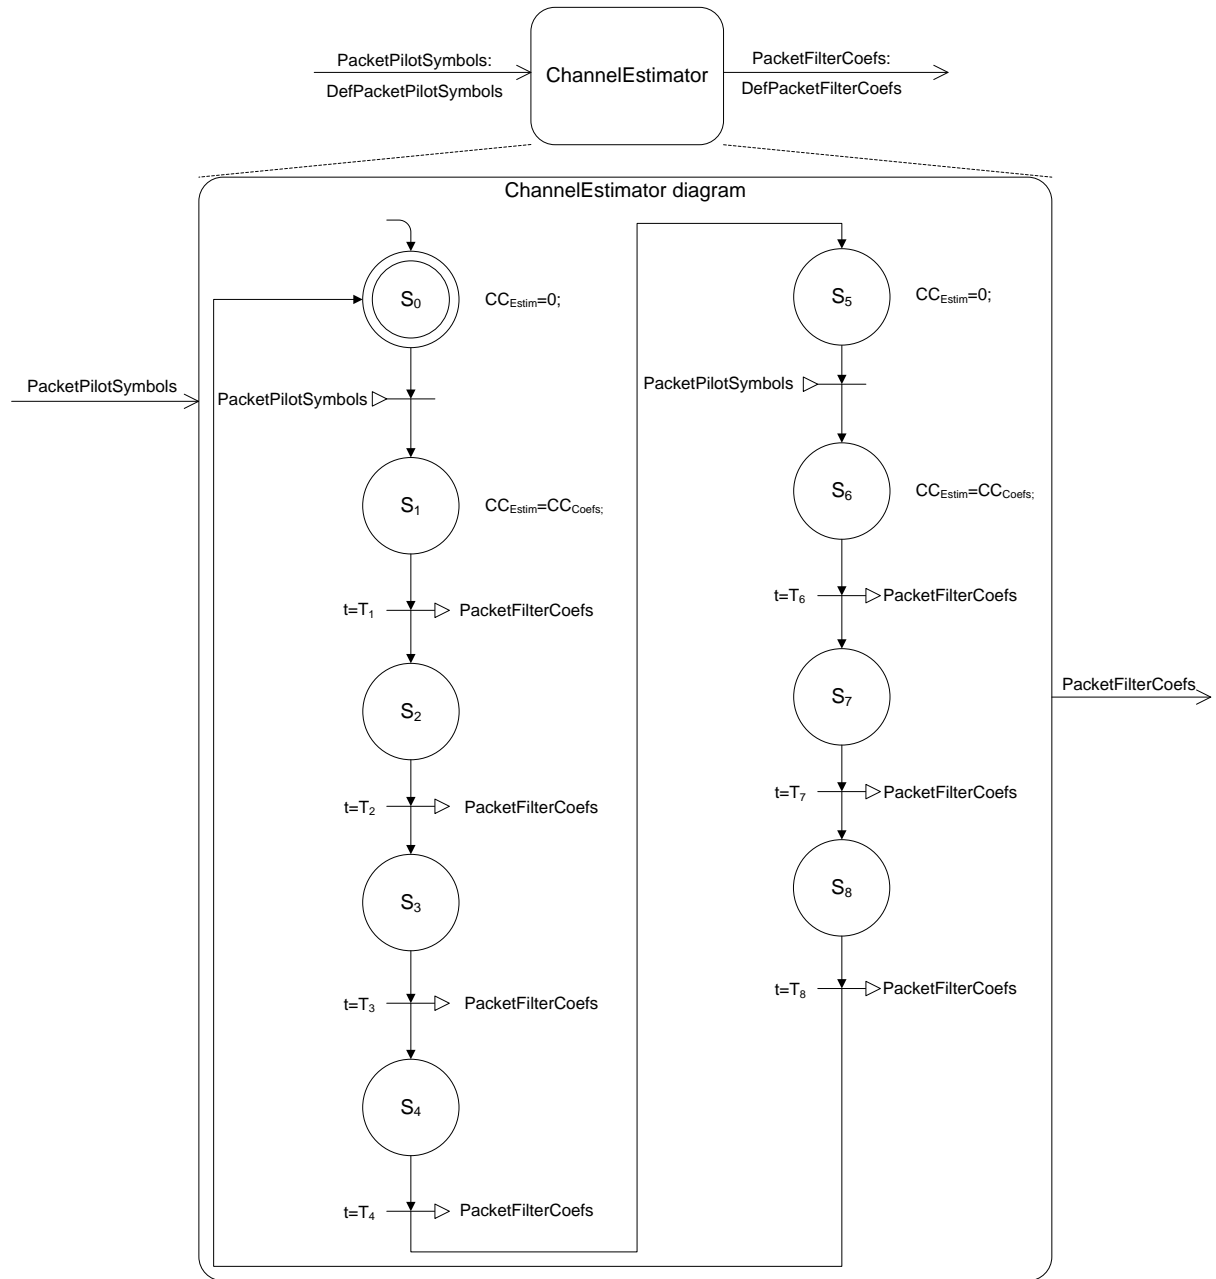 PacketPilotSymbols:
DefPacketPilotSymbols
ChannelEstimator
PacketFilterCoefs:
DefPacketFilterCoefs
ChannelEstimator diagram
S0
CCEstim=0;
S5
CCEstim=0;
PacketPilotSymbols
PacketPilotSymbols
PacketPilotSymbols
S1
CCEstim=CCCoefs;
S6
CCEstim=CCCoefs;
t=T1
PacketFilterCoefs
t=T6
PacketFilterCoefs
S2
S7
PacketFilterCoefs
t=T2
PacketFilterCoefs
t=T7
PacketFilterCoefs
S3
S8
t=T3
PacketFilterCoefs
t=T8
PacketFilterCoefs
S4
t=T4
PacketFilterCoefs